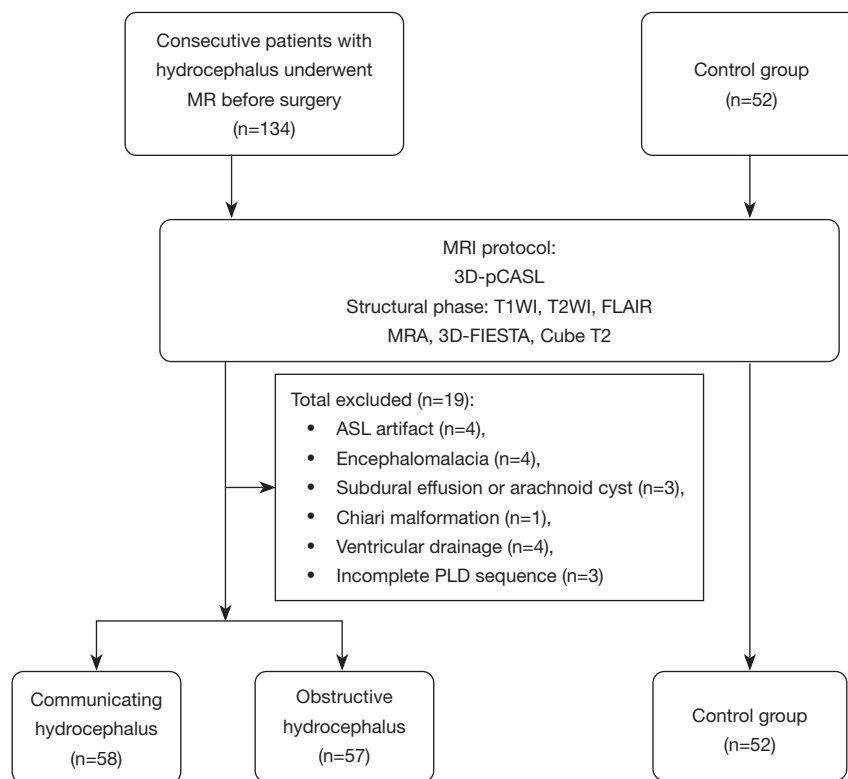 Consecutive patients with
hydrocephalus underwent
MR before surgery
(n=134)
Control group
(n=52)
MRI protocol:
3D-pCASL
Structural phase: T1WI, T2WI, FLAIR
MRA, 3D-FIESTA, Cube T2
Total excluded (n=19):
• ASL artifact (n=4),
• Encephalomalacia (n=4),
• Subdural effusion or arachnoid cyst (n=3),
• Chiari malformation (n=1),
• Ventricular drainage (n=4),
• Incomplete PLD sequence (n=3)
Communicating
hydrocephalus
(n=58)
Obstructive
hydrocephalus
(n=57)
Control group
(n=52)